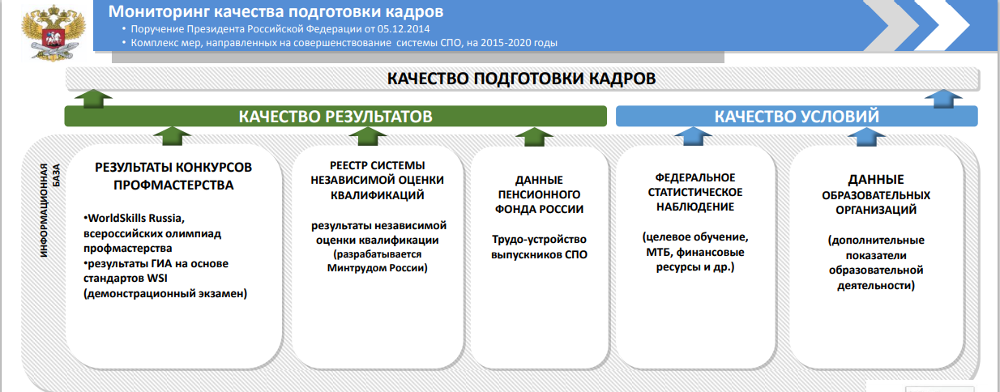 Мониторинг качества подготовки кадров
• Поручение Президента Российской Федерации от 05.12.2014
• Комплекс мер, направленных на совершенствование системы СПО, на 2015-2020 годы
КАЧЕСТВО ПОДГОТОВКИ КАДРОВ
КАЧЕСТВО РЕЗУЛЬТАТОВ
КАЧЕСТВО УСЛОВИЙ
ИНФОРМАЦИОННАЯ
БАЗА
РЕЗУЛЬТАТЫ КОНКУРСОВ
ПРОФМАСТЕРСТВА
•WorldSkills Russia,
всероссийских олимпиад
профмастерства
•результаты ГИА на основе
стандартов WSI
(демонстрационный экзамен)
РЕЕСТР СИСТЕМЫ
НЕЗАВИСИМОЙ ОЦЕНКИ
КВАЛИФИКАЦИЙ
результаты независимой
оценки квалификации
(разрабатывается
Минтрудом России)
ДАННЫЕ
ПЕНСИОННОГО
ФОНДА РОССИИ
Трудо-устройство
выпускников СПО
ФЕДЕРАЛЬНОЕ
СТАТИСТИЧЕСКОЕ
НАБЛЮДЕНИЕ
(целевое обучение,
МТБ, финансовые
ресурсы и др.)
ДАННЫЕ
ОБРАЗОВАТЕЛЬНЫХ
ОРГАНИЗАЦИЙ
(дополнительные
показатели
образовательной
деятельности)